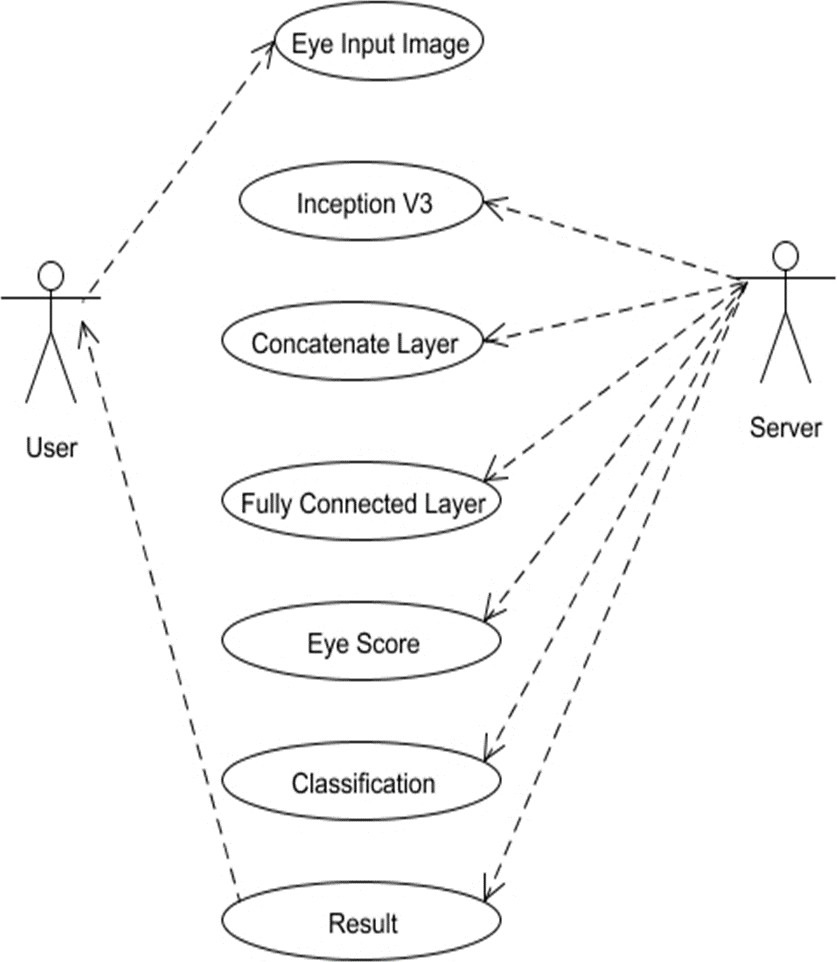 Eye Input Image
Inception V3
Concatenate Layer
User
Server
Fully Connected Layer
Eye Score
Classification
Result